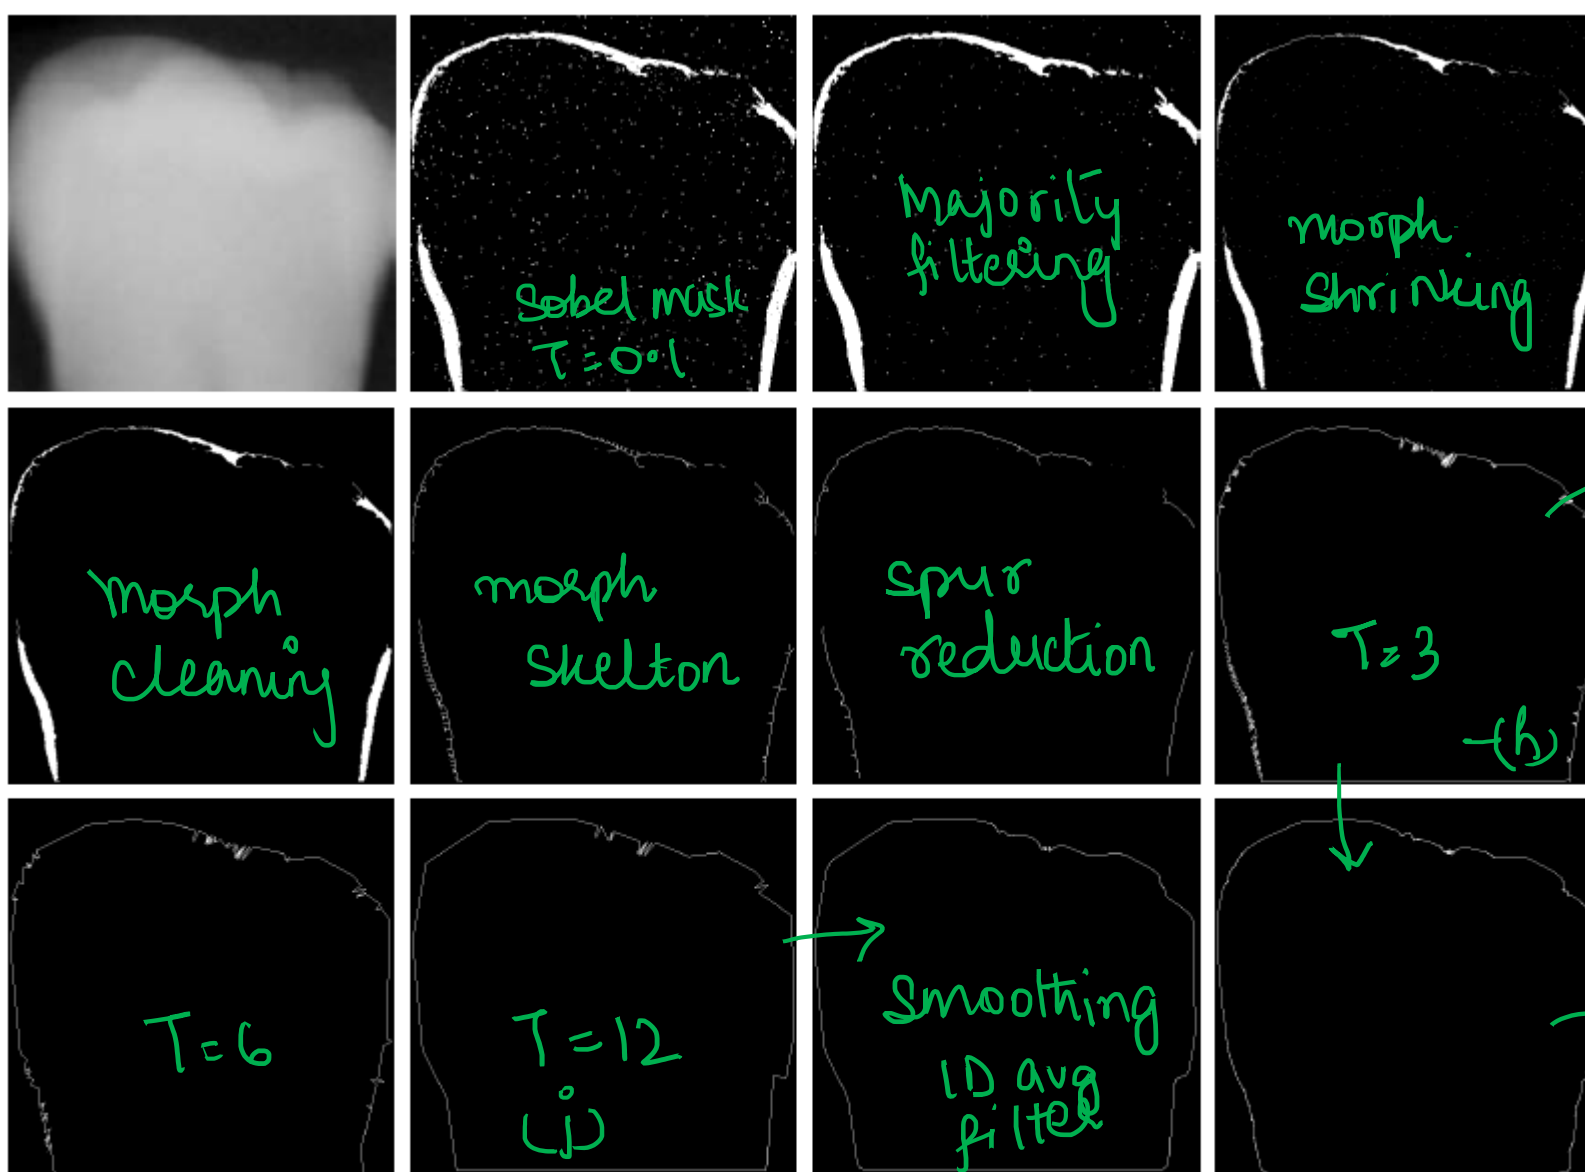 Sobel mask
T=0.1
Majority
filtering
morph
shrinking
morph
cleaning
morph
skelton
spur
reduction
T=3
(h)
T=6
T=12
(j)
Smoothing
1D avg
filter